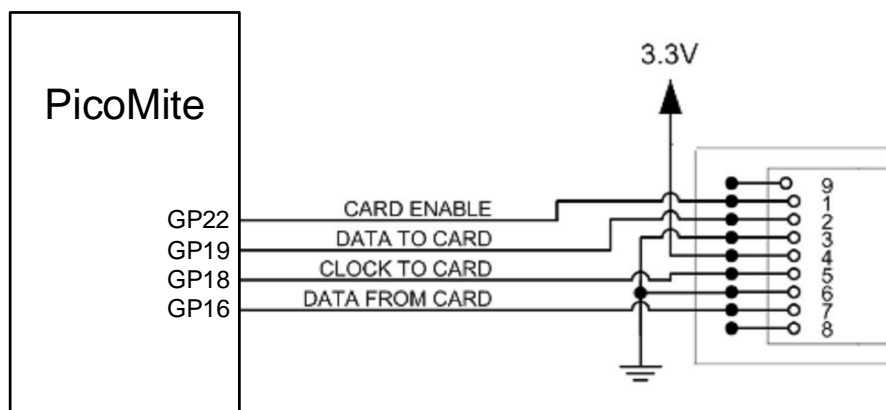 3.3V
PicoMite
GP22
CARD ENABLE
GP19
DATA TO CARD
GP18
CLOCK TO CARD
GP16
DATA FROM CARD
9
1
2
3
4
5
6
7
8